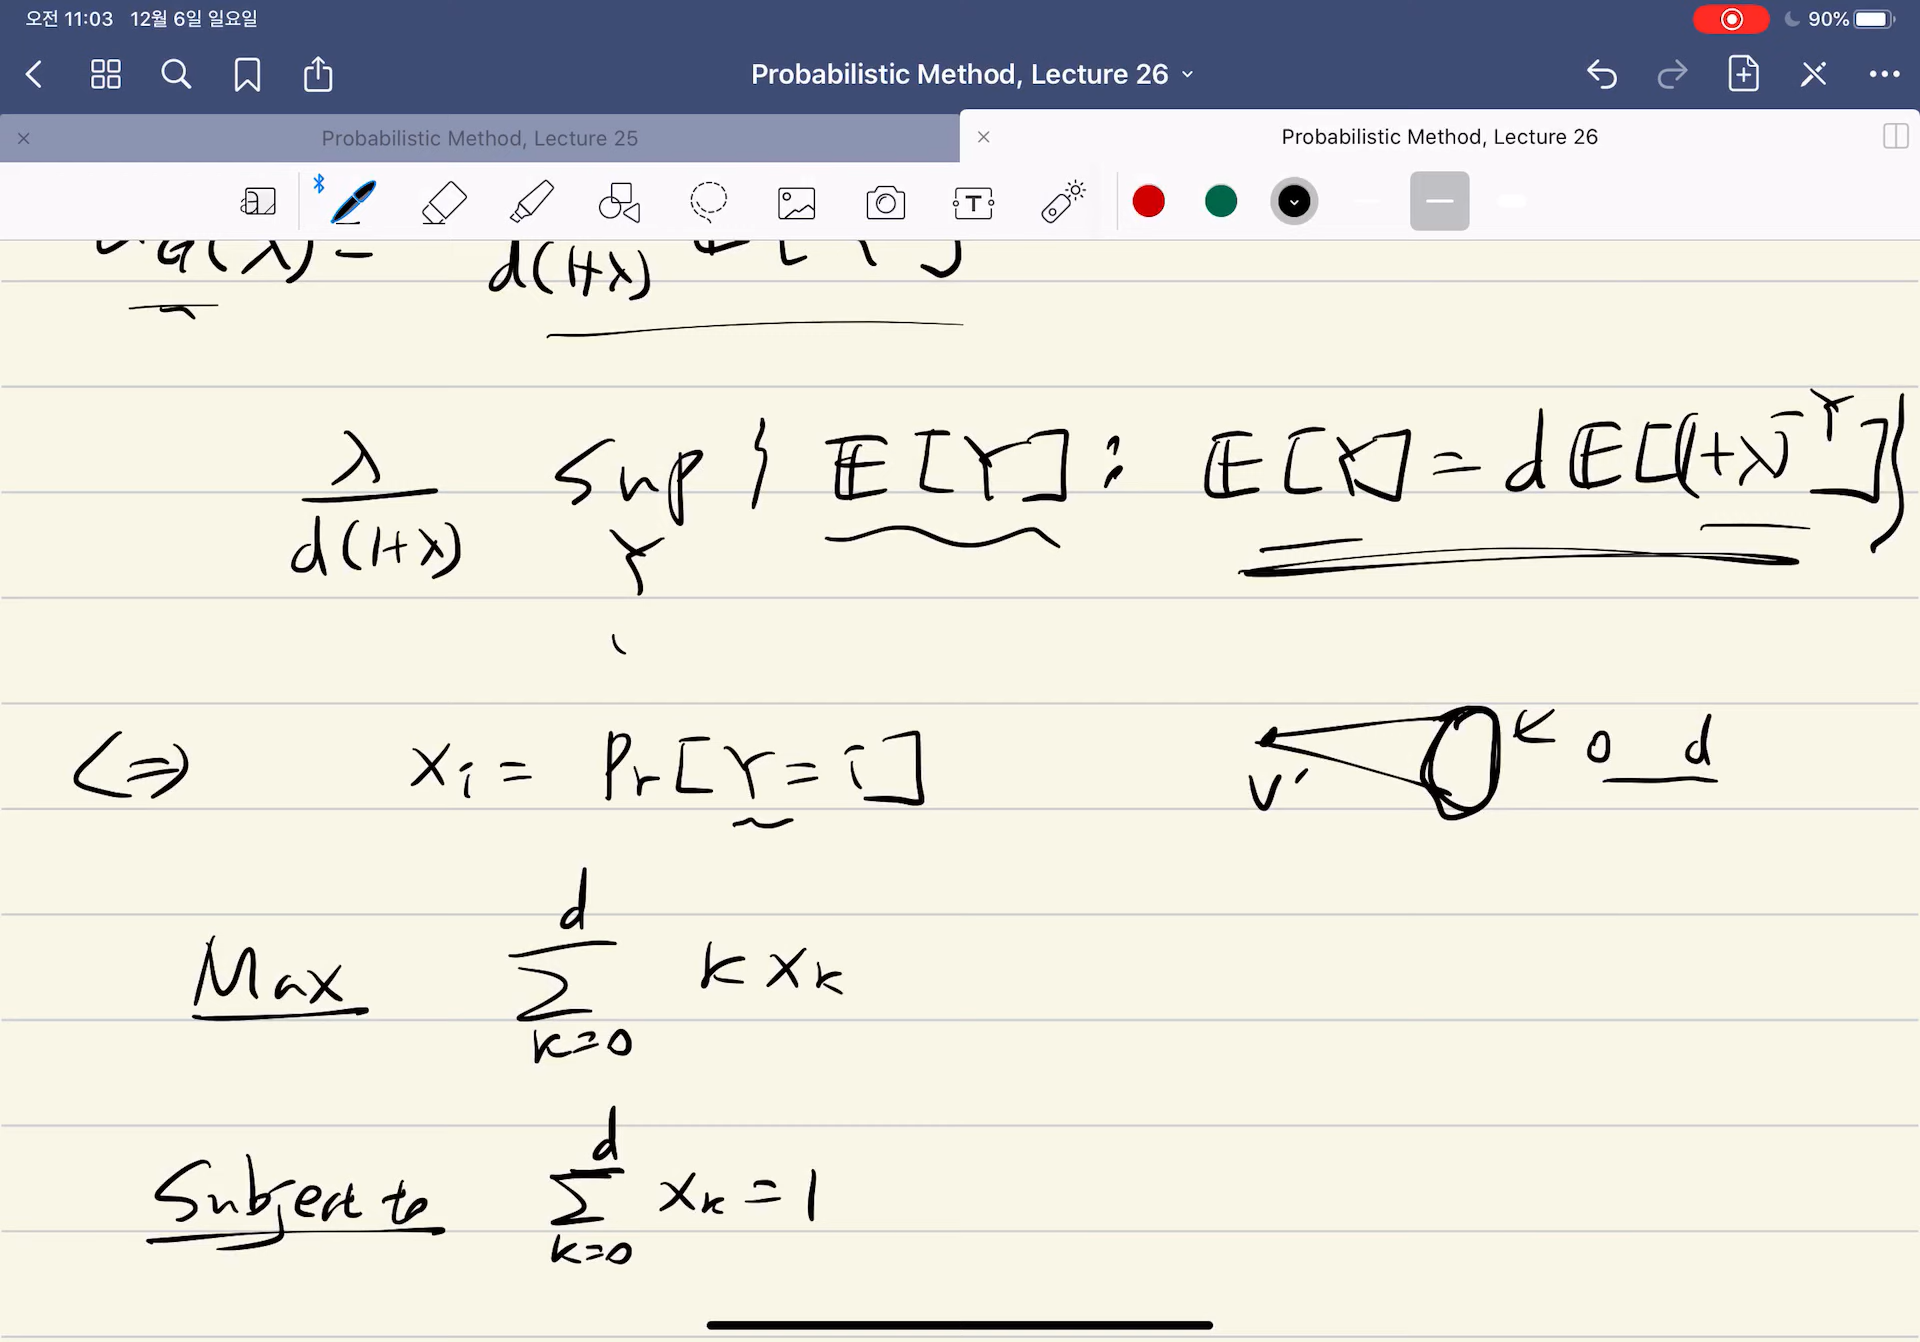 오전 11:03 12월 6일 일요일 90%
Probabilistic Method, Lecture 26
Probabilistic Method, Lecture 25 Probabilistic Method, Lecture 26
G(λ) = d(1+λ) E[Y]
λ/d(1+λ) Sup_Y { E[Y] : E[Y] = d E[(1+λ)^{-Y}] }
<=> x_i = Pr[Y = i] v' k 0 d
Max Σ_{k=0}^{d} k x_k
Subject to Σ_{k=0}^{d} x_k = 1